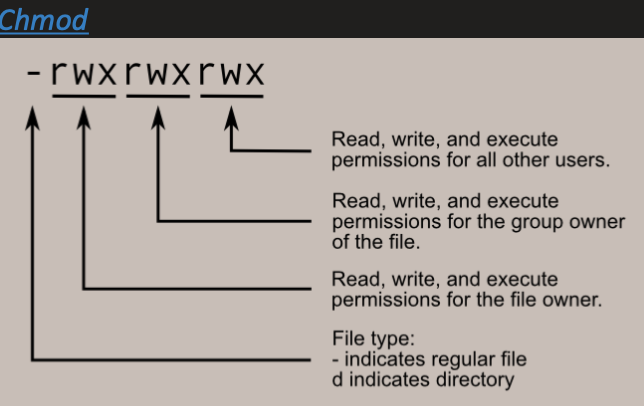 Chmod
-rwxrwxrwx
Read, write, and execute
permissions for all other users.
Read, write, and execute
permissions for the group owner
of the file.
Read, write, and execute
permissions for the file owner.
File type:
- indicates regular file
d indicates directory